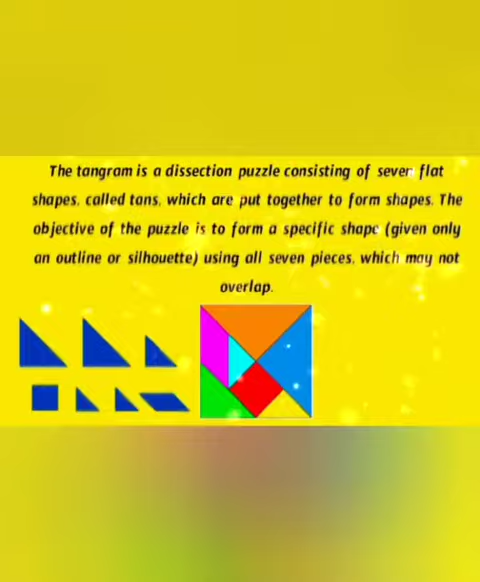 The tangram is a dissection puzzle consisting of seven flat
shapes, called tans, which are put together to form shapes. The
objective of the puzzle is to form a specific shape (given only
an outline or silhouette) using all seven pieces, which may not
overlap.